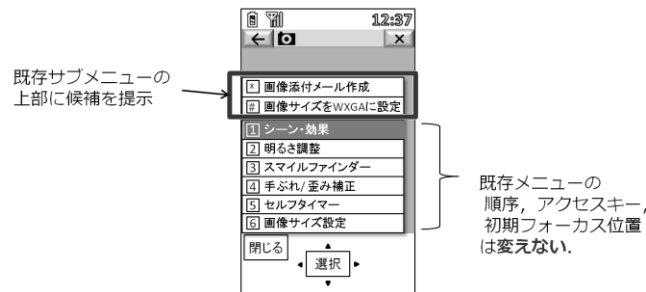 12:37
既存サブメニューの
上部に候補を提示
* 画像添付メール作成
# 画像サイズをWXGAに設定
1 シーン・効果
2 明るさ調整
3 スマイルファインダー
4 手ぶれ/歪み補正
5 セルフタイマー
6 画像サイズ設定
既存メニューの
順序，アクセスキー，
初期フォーカス位置
は変えない．
閉じる
選択